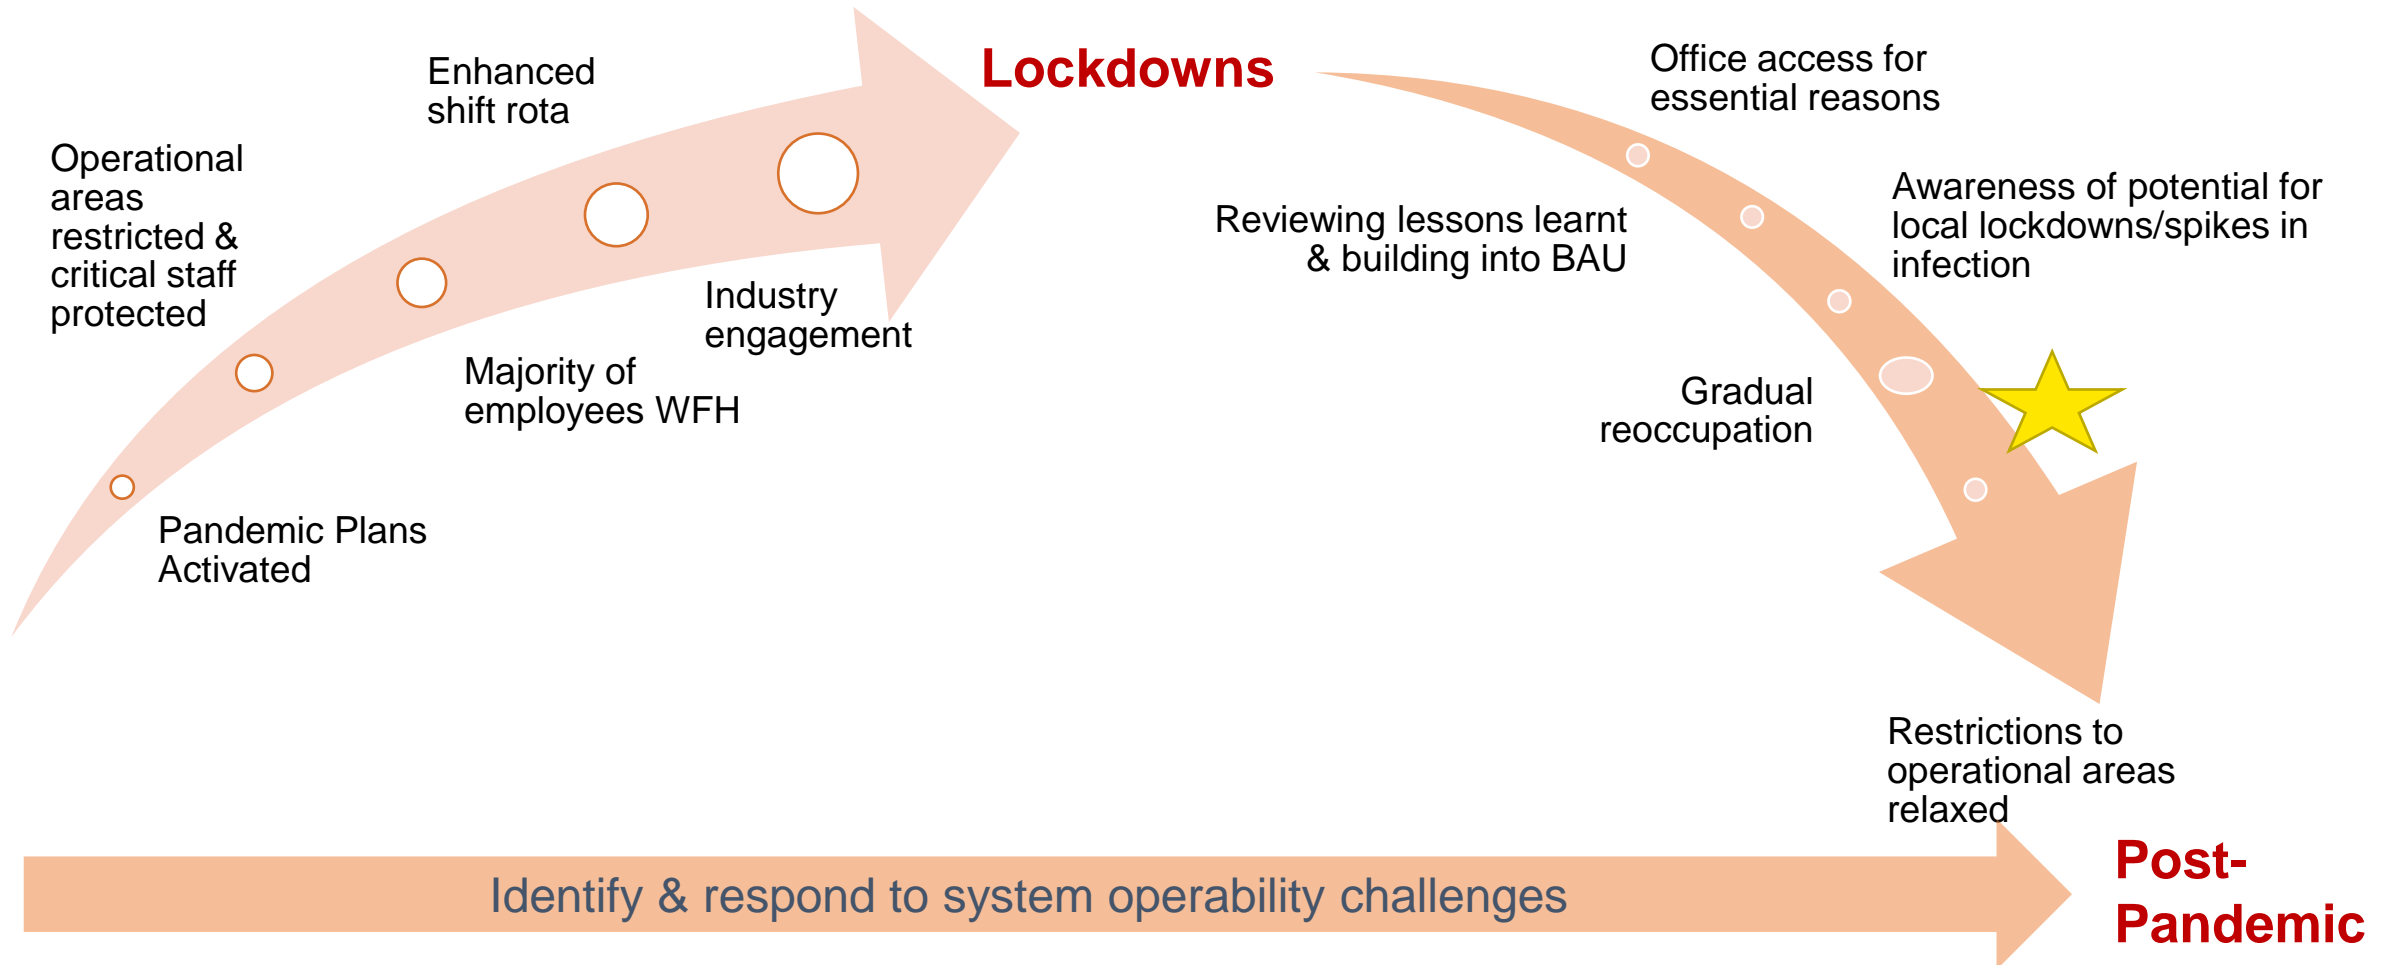 Enhanced
shift rota
Operational
areas
restricted &
critical staff
protected
Pandemic Plans
Activated
Majority of
employees WFH
Industry
engagement
Lockdowns
Office access for
essential reasons
Reviewing lessons learnt
& building into BAU
Awareness of potential for
local lockdowns/spikes in
infection
Gradual
reoccupation
Restrictions to
operational areas
relaxed
Identify & respond to system operability challenges
Post-
Pandemic